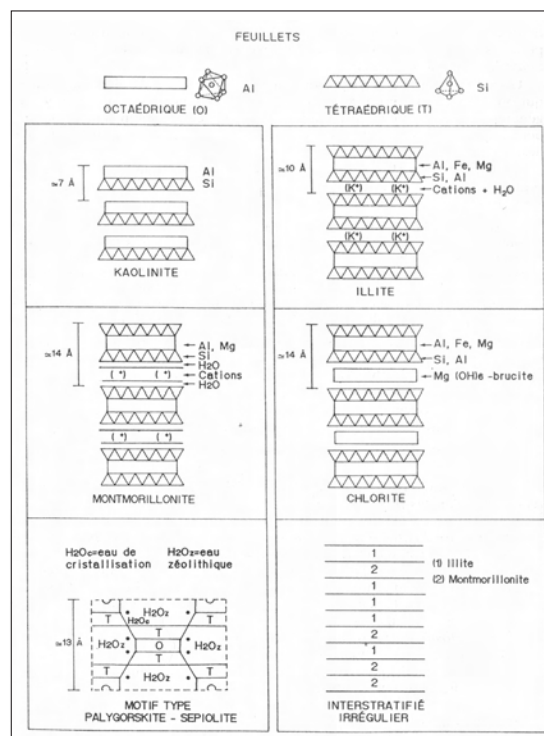 FEUILLETS
Al
OCTAÉDRIQUE (O)
Si
TÉTRAÉDRIQUE (T)
≃7 Å
Al
Si
KAOLINITE
≃10 Å
Al, Fe, Mg
Si, Al
(K⁺) (K⁺)
Cations + H₂O
(K⁺) (K⁺)
ILLITE
≃14 Å
Al, Mg
Si
H2O
( ⁺) ( ⁺)
Cations
H2O
( ⁺) ( ⁺)
MONTMORILLONITE
≃14 Å
Al, Fe, Mg
Si, Al
Mg (OH)6 -brucite
CHLORITE
H2Oc=eau de cristallisation
H2Oz=eau zéolithique
≃13 Å
H2Oz
H2Oc
T T
T
H2Oz O H2Oz
T
T T
H2Oz
MOTIF TYPE
PALYGORSKITE - SEPIOLITE
1
2
1
1
1
2
1
2
2
(1) Illite
(2) Montmorillonite
INTERSTRATIFIÉ
IRRÉGULIER